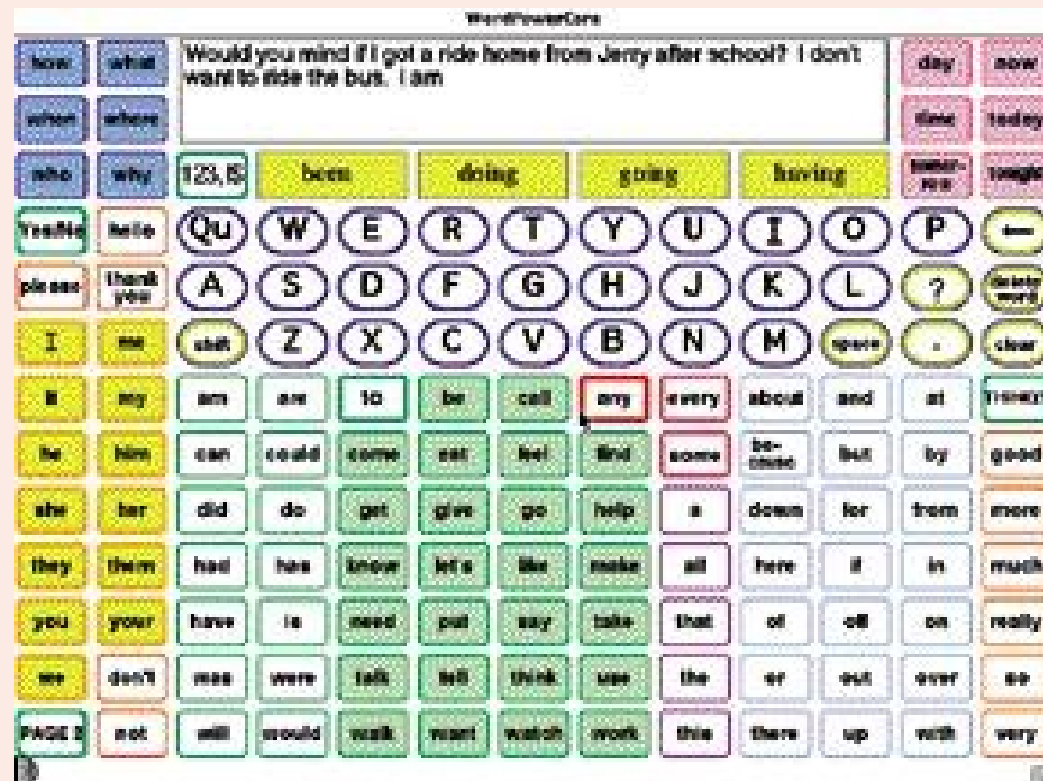 WordPowerCore
how what Would you mind if I got a ride home from Jerry after school? I don't day now
when where want to ride the bus. I am time today
who why 123, been doing going having tonight
Yes/No hello Qu W E R T Y U I O P
please thank you A S D F G H J K L ? delete word
I me shift Z X C V B N M space . clear
it my am are to be call any every about and at
he him can could come eat feel find some be-cause but by good
she her did do get give go help a down for from more
they them had has know let's like make all here if in much
you your have is need put say take that of off on really
we don't was were talk tell think use the or out over so
PAGE 2 not will would walk want watch work this there up with very